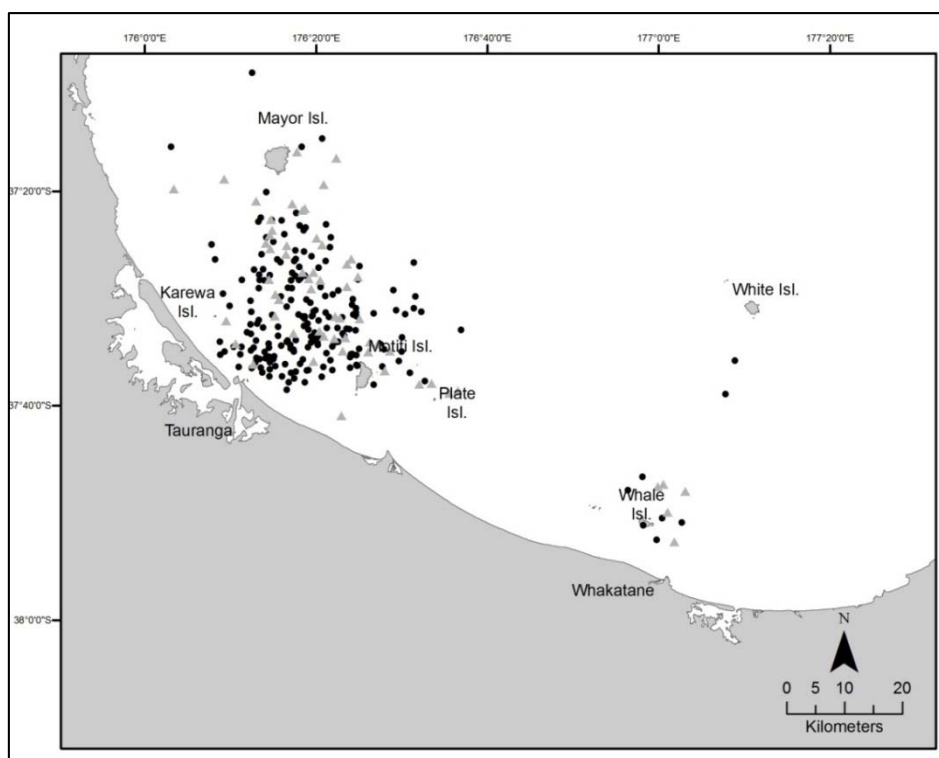 176°0'0"E 176°20'0"E 176°40'0"E 177°0'0"E 177°20'0"E
Mayor Isl.
37°20'0"S
White Isl.
Karewa
Isl.
Motiti Isl.
Plate
Isl.
37°40'0"S
Tauranga
Whale
Isl.
Whakatane
38°0'0"S
N
0 5 10 20
Kilometers